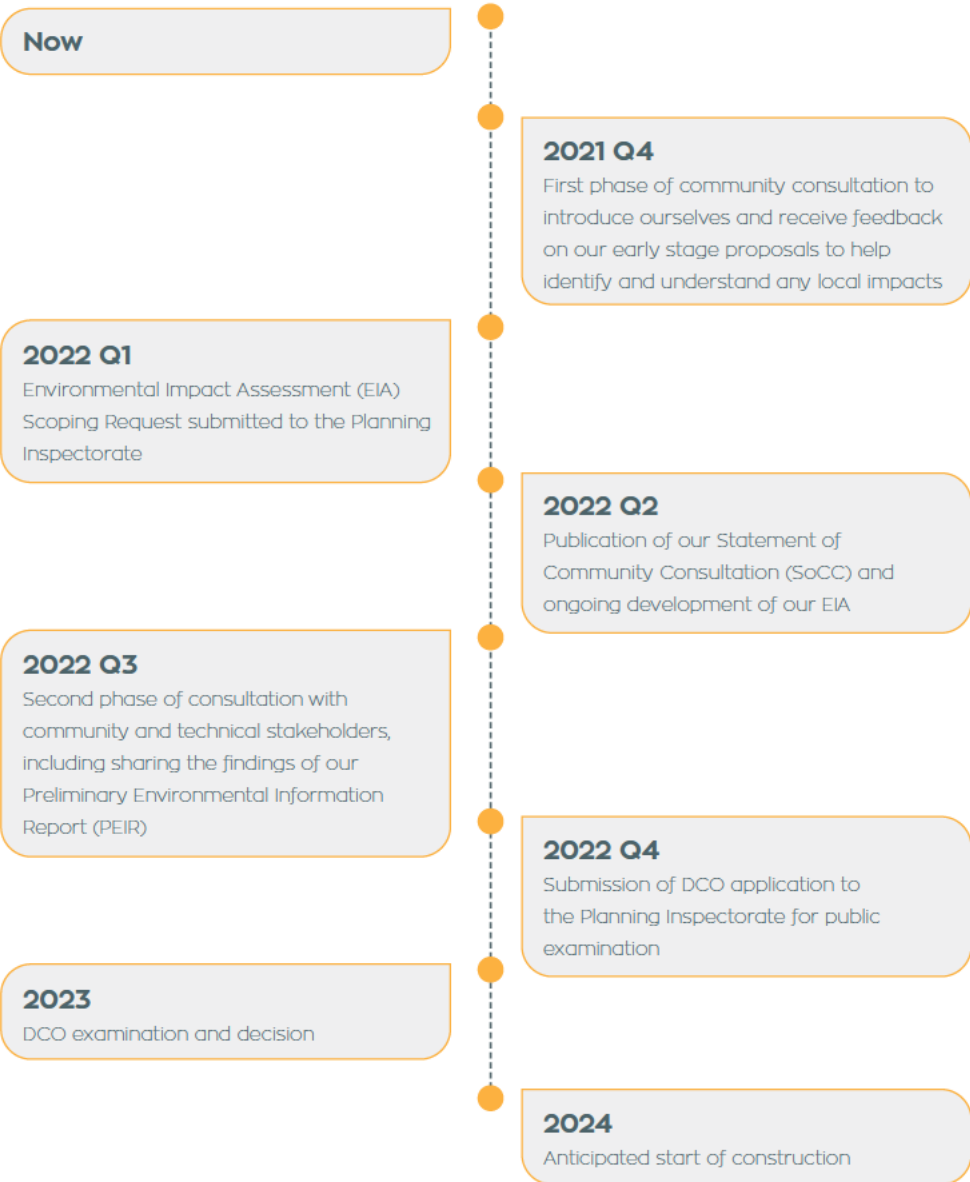 Now
2021 Q4
First phase of community consultation to
introduce ourselves and receive feedback
on our early stage proposals to help
identify and understand any local impacts
2022 Q1
Environmental Impact Assessment (EIA)
Scoping Request submitted to the Planning
Inspectorate
2022 Q2
Publication of our Statement of
Community Consultation (SoCC) and
ongoing development of our EIA
2022 Q3
Second phase of consultation with
community and technical stakeholders,
including sharing the findings of our
Preliminary Environmental Information
Report (PEIR)
2022 Q4
Submission of DCO application to
the Planning Inspectorate for public
examination
2023
DCO examination and decision
2024
Anticipated start of construction